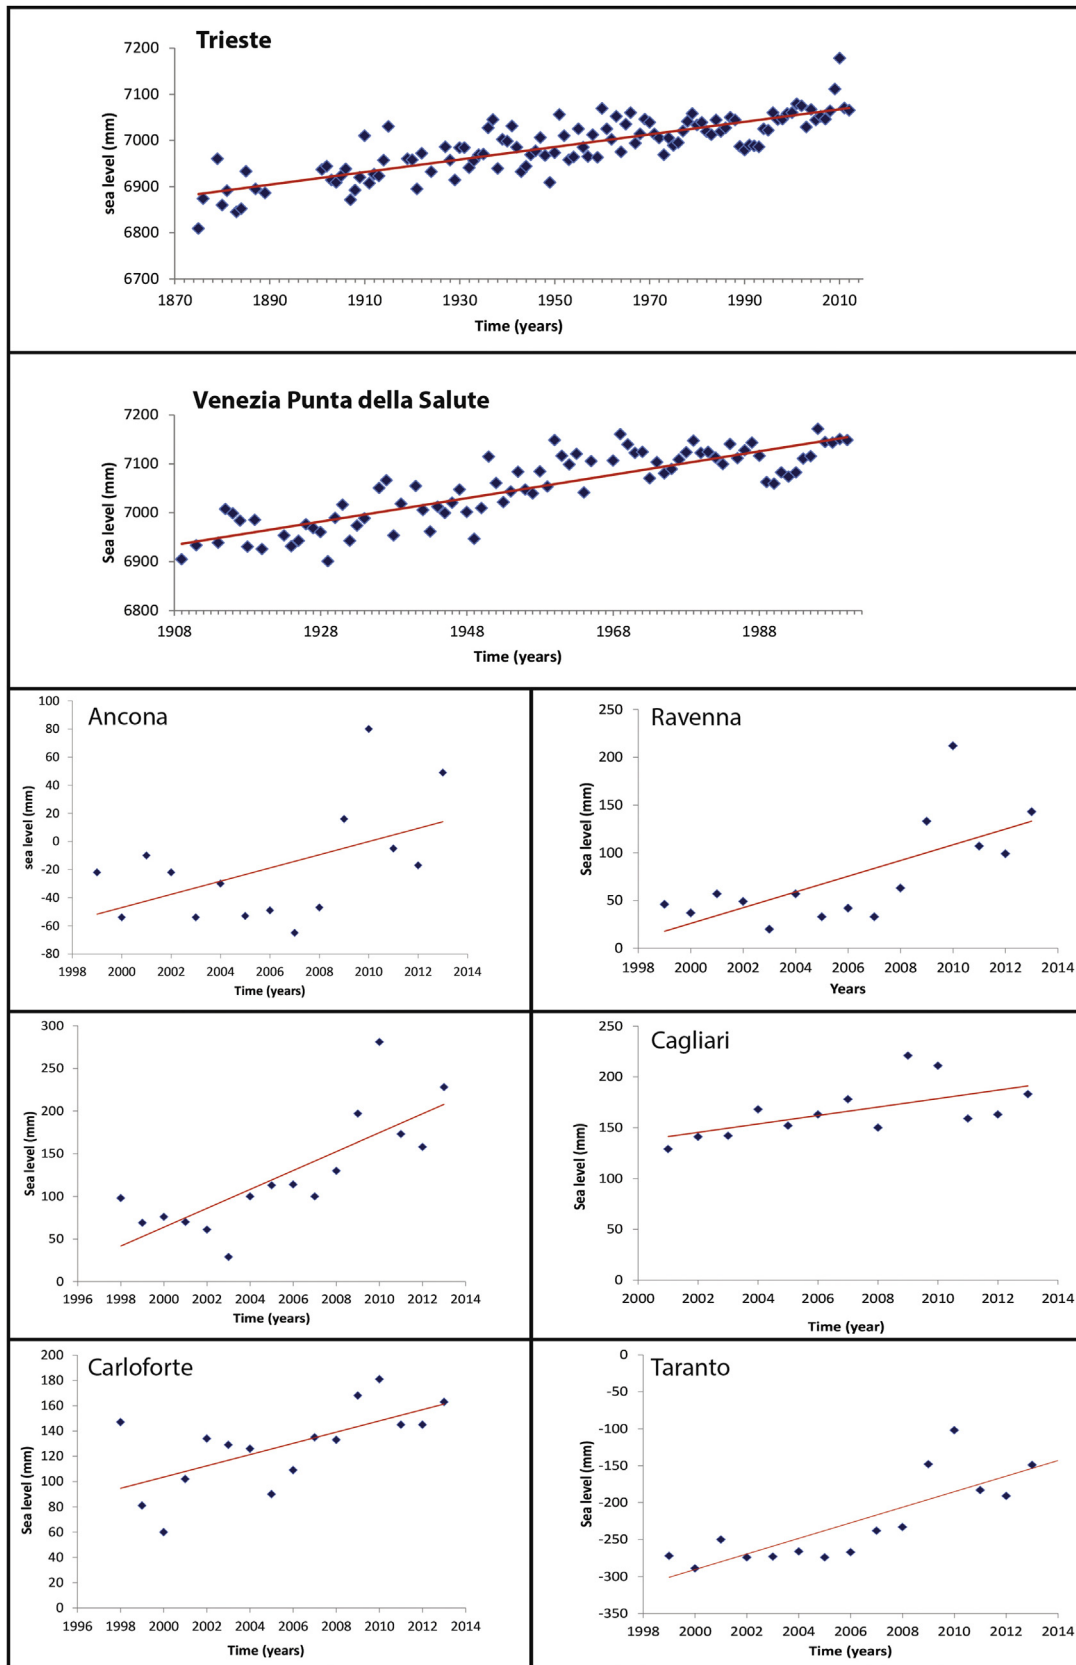 Trieste
7200
7100
7000
6900
6800
6700
sea level (mm)
1870 1890 1910 1930 1950 1970 1990 2010
Time (years)
Venezia Punta della Salute
7200
7100
7000
6900
6800
Sea level (mm)
1908 1928 1948 1968 1988
Time (years)
Ancona
100
80
60
40
20
0
-20
-40
-60
-80
sea level (mm)
1998 2000 2002 2004 2006 2008 2010 2012 2014
Time (years)
Ravenna
250
200
150
100
50
0
Sea level (mm)
1998 2000 2002 2004 2006 2008 2010 2012 2014
Years
300
250
200
150
100
50
0
Sea level (mm)
1996 1998 2000 2002 2004 2006 2008 2010 2012 2014
Time (years)
Cagliari
250
200
150
100
50
0
Sea level (mm)
2000 2002 2004 2006 2008 2010 2012 2014
Time (year)
Carloforte
200
180
160
140
120
100
80
60
40
20
0
Sea level (mm)
1996 1998 2000 2002 2004 2006 2008 2010 2012 2014
Time (years)
Taranto
0
-50
-100
-150
-200
-250
-300
-350
Sea level (mm)
1998 2000 2002 2004 2006 2008 2010 2012 2014
Time (years)